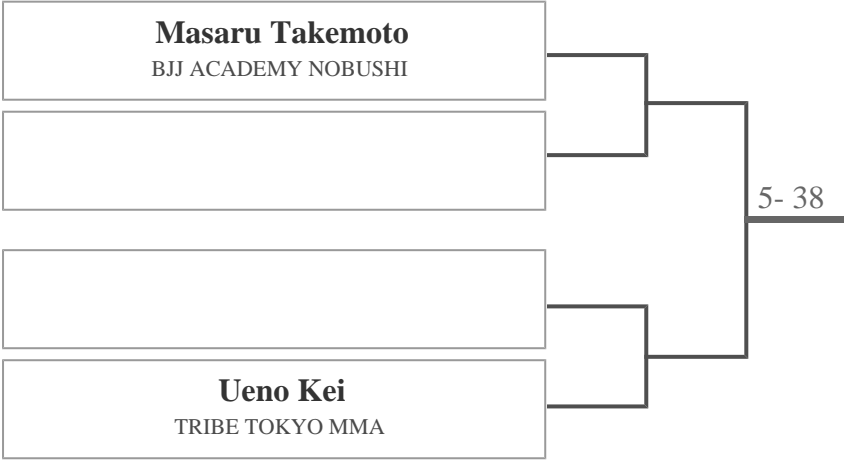 Masaru Takemoto
BJJ ACADEMY NOBUSHI
5- 38
Ueno Kei
TRIBE TOKYO MMA